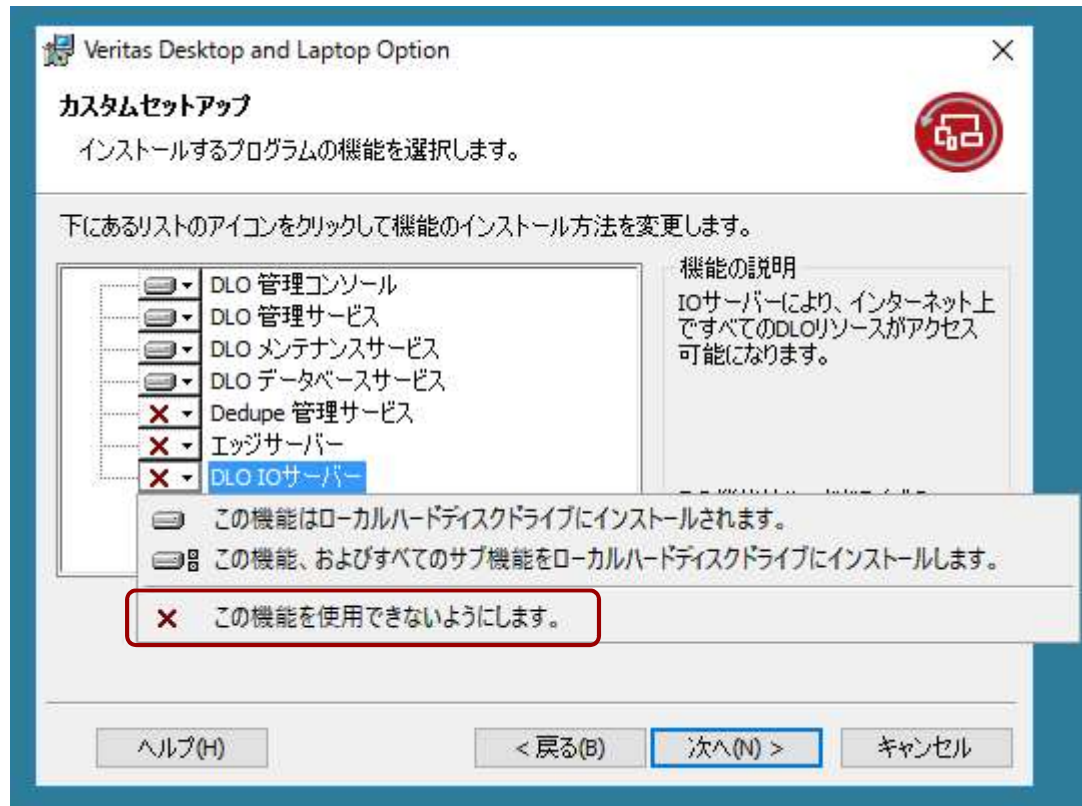 Veritas Desktop and Laptop Option
カスタムセットアップ
インストールするプログラムの機能を選択します。
下にあるリストのアイコンをクリックして機能のインストール方法を変更します。
DLO 管理コンソール
DLO 管理サービス
DLO メンテナンスサービス
DLO データベースサービス
Dedupe 管理サービス
エッジサーバー
DLO IOサーバー
機能の説明
IOサーバーにより、インターネット上
ですべてのDLOリソースがアクセス
可能になります。
この機能はローカルハードディスクドライブにインストールされます。
この機能、およびすべてのサブ機能をローカルハードディスクドライブにインストールします。
この機能を使用できないようにします。
ヘルプ(H)
< 戻る(B)
次へ(N) >
キャンセル